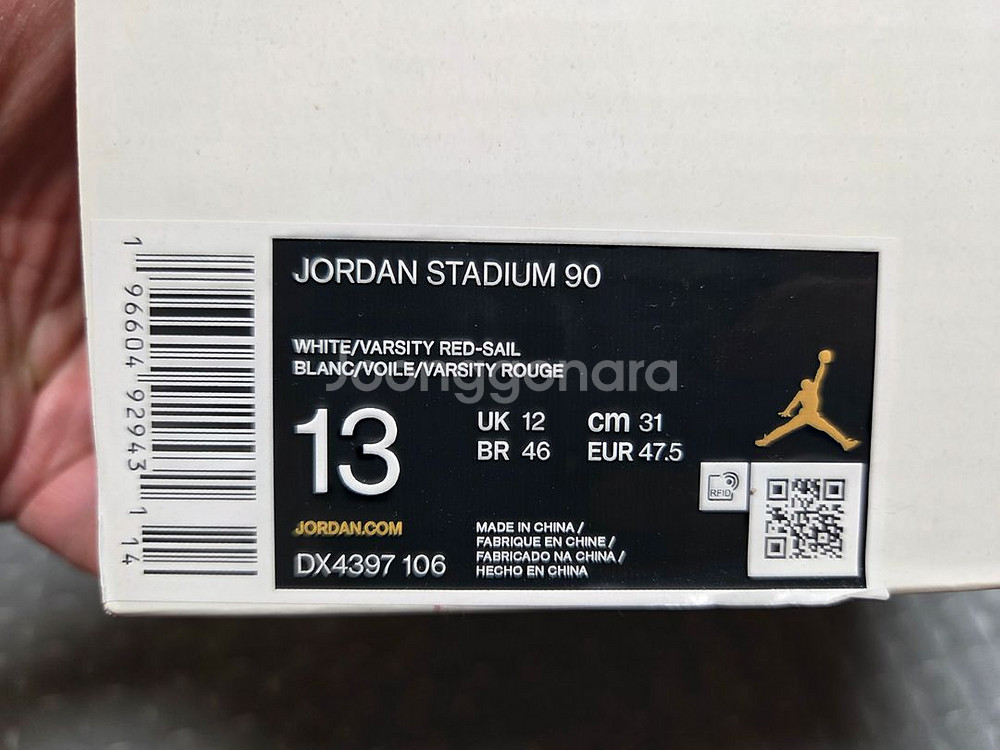 JORDAN STADIUM 90
WHITE/VARSITY RED-SAIL
BLANC/VOILE/VARSITY ROUGE
Joonggonara
13
UK 12 cm 31
BR 46 EUR 47.5
RFID
JORDAN.COM
DX4397 106
MADE IN CHINA /
FABRIQUE EN CHINE /
FABRICADO NA CHINA /
HECHO EN CHINA
1 96604 92943 1 14